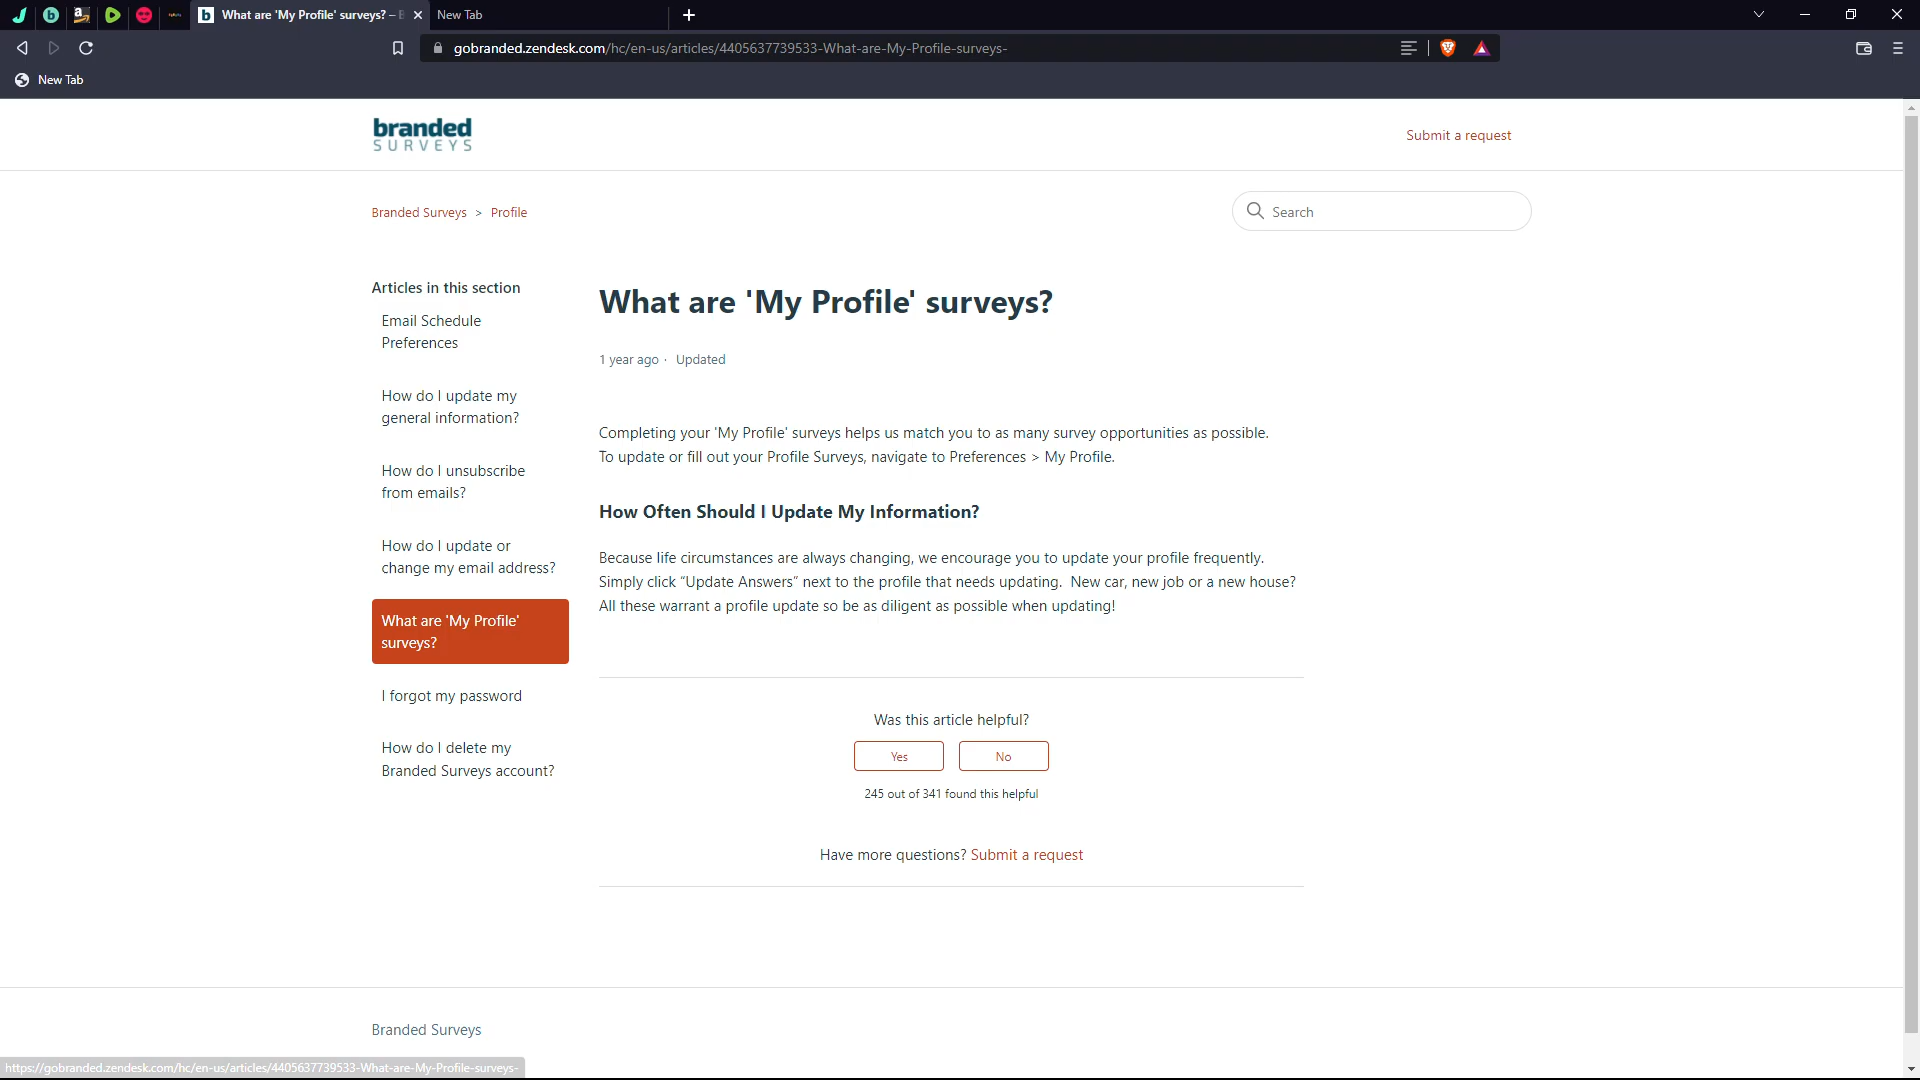 What are 'My Profile' surveys? –
New Tab
gobranded.zendesk.com/hc/en-us/articles/4405637739533-What-are-My-Profile-surveys-
New Tab
branded
SURVEYS
Submit a request
Branded Surveys > Profile
Search
Articles in this section
Email Schedule
Preferences
How do I update my
general information?
How do I unsubscribe
from emails?
How do I update or
change my email address?
What are 'My Profile'
surveys?
I forgot my password
How do I delete my
Branded Surveys account?
What are 'My Profile' surveys?
1 year ago · Updated
Completing your 'My Profile' surveys helps us match you to as many survey opportunities as possible.
To update or fill out your Profile Surveys, navigate to Preferences > My Profile.
How Often Should I Update My Information?
Because life circumstances are always changing, we encourage you to update your profile frequently.
Simply click “Update Answers” next to the profile that needs updating. New car, new job or a new house?
All these warrant a profile update so be as diligent as possible when updating!
Was this article helpful?
Yes No
245 out of 341 found this helpful
Have more questions? Submit a request
Branded Surveys
https://gobranded.zendesk.com/hc/en-us/articles/4405637739533-What-are-My-Profile-surveys-